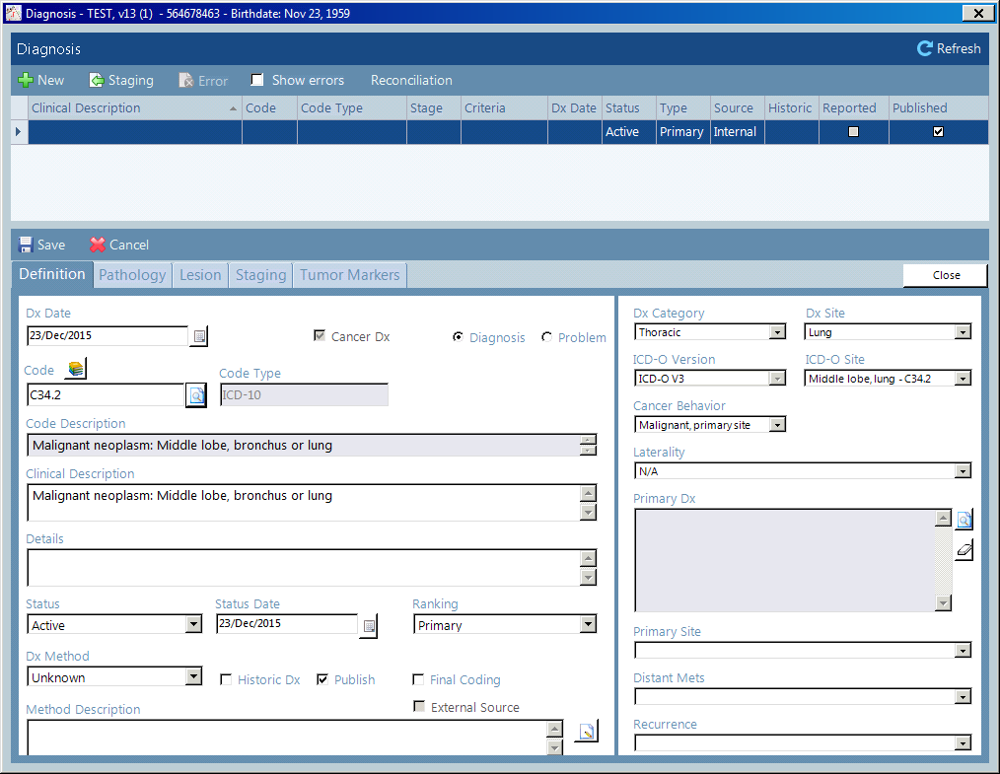 Diagnosis - TEST, v13 (1) - 564678463 - Birthdate: Nov 23, 1959
Diagnosis Refresh
New Staging Error Show errors Reconciliation
Clinical Description Code Code Type Stage Criteria Dx Date Status Type Source Historic Reported Published
Active Primary Internal
Save Cancel
Definition Pathology Lesion Staging Tumor Markers Close
Dx Date
23/Dec/2015 Cancer Dx Diagnosis Problem
Code Code Type
C34.2 ICD-10
Code Description
Malignant neoplasm: Middle lobe, bronchus or lung
Clinical Description
Malignant neoplasm: Middle lobe, bronchus or lung
Details
Status Status Date Ranking
Active 23/Dec/2015 Primary
Dx Method
Unknown Historic Dx Publish Final Coding
External Source
Method Description
Dx Category Dx Site
Thoracic Lung
ICD-O Version ICD-O Site
ICD-O V3 Middle lobe, lung - C34.2
Cancer Behavior
Malignant, primary site
Laterality
N/A
Primary Dx
Primary Site
Distant Mets
Recurrence